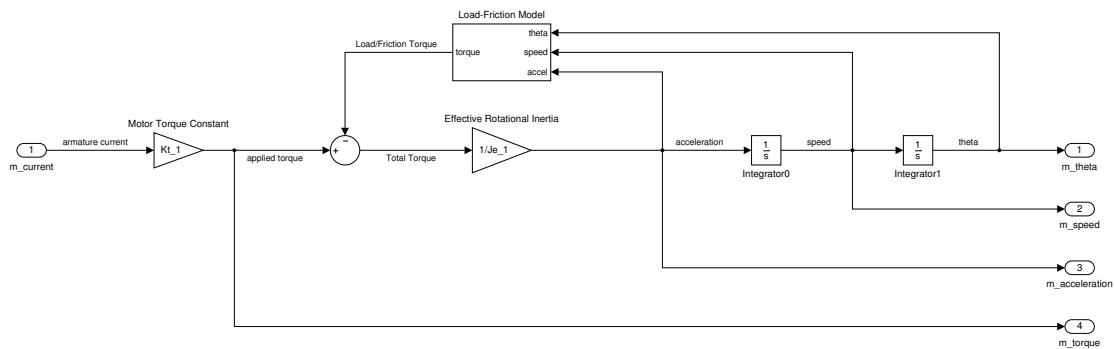 Load-Friction Model
theta
Load/Friction Torque
torque
speed
accel
Motor Torque Constant
Effective Rotational Inertia
armature current
acceleration
speed
theta
1
Kt_1
−
+
1/Je_1
1
s
1
s
1
m_current
applied torque
Total Torque
Integrator0
Integrator1
m_theta
2
m_speed
3
m_acceleration
4
m_torque